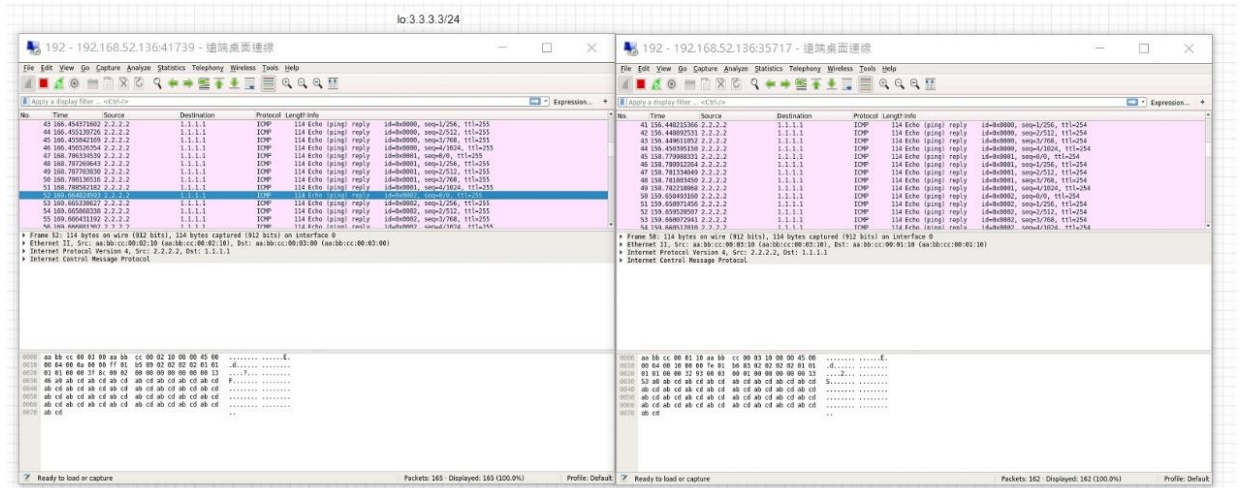 lo:3.3.3.3/24
192 - 192.168.52.136:41739 - 遠端桌面連線
File Edit View Go Capture Analyze Statistics Telephony Wireless Tools Help
Apply a display filter ... <Ctrl-/>
Expression... +
No. Time Source Destination Protocol Length Info
43 166.454371602 2.2.2.2 1.1.1.1 ICMP 114 Echo (ping) reply id=0x0000, seq=1/256, ttl=255
44 166.455139726 2.2.2.2 1.1.1.1 ICMP 114 Echo (ping) reply id=0x0000, seq=2/512, ttl=255
45 166.455842169 2.2.2.2 1.1.1.1 ICMP 114 Echo (ping) reply id=0x0000, seq=3/768, ttl=255
46 166.456526354 2.2.2.2 1.1.1.1 ICMP 114 Echo (ping) reply id=0x0000, seq=4/1024, ttl=255
47 168.786334539 2.2.2.2 1.1.1.1 ICMP 114 Echo (ping) reply id=0x0001, seq=0/0, ttl=255
48 168.787269643 2.2.2.2 1.1.1.1 ICMP 114 Echo (ping) reply id=0x0001, seq=1/256, ttl=255
49 168.787703030 2.2.2.2 1.1.1.1 ICMP 114 Echo (ping) reply id=0x0001, seq=2/512, ttl=255
50 168.788136516 2.2.2.2 1.1.1.1 ICMP 114 Echo (ping) reply id=0x0001, seq=3/768, ttl=255
51 168.788582182 2.2.2.2 1.1.1.1 ICMP 114 Echo (ping) reply id=0x0001, seq=4/1024, ttl=255
52 2.2.2.2 1.1.1.1 ICMP 114 Echo (ping) reply id=0x0002, seq=0/0, ttl=255
53 169.665330627 2.2.2.2 1.1.1.1 ICMP 114 Echo (ping) reply id=0x0002, seq=1/256, ttl=255
54 169.665868330 2.2.2.2 1.1.1.1 ICMP 114 Echo (ping) reply id=0x0002, seq=2/512, ttl=255
55 169.666431192 2.2.2.2 1.1.1.1 ICMP 114 Echo (ping) reply id=0x0002, seq=3/768, ttl=255
Frame 52: 114 bytes on wire (912 bits), 114 bytes captured (912 bits) on interface 0
Ethernet II, Src: aa:bb:cc:00:02:10 (aa:bb:cc:00:02:10), Dst: aa:bb:cc:00:03:00 (aa:bb:cc:00:03:00)
Internet Protocol Version 4, Src: 2.2.2.2, Dst: 1.1.1.1
Internet Control Message Protocol
0000 aa bb cc 00 03 00 aa bb cc 00 02 10 08 00 45 00 ........ ......E.
Ready to load or capture
Packets: 165 · Displayed: 165 (100.0%)
Profile: Default
192 - 192.168.52.136:35717 - 遠端桌面連線
File Edit View Go Capture Analyze Statistics Telephony Wireless Tools Help
Apply a display filter ... <Ctrl-/>
Expression... +
No. Time Source Destination Protocol Length Info
41 156.448215366 2.2.2.2 1.1.1.1 ICMP 114 Echo (ping) reply id=0x0000, seq=1/256, ttl=254
42 156.448892531 2.2.2.2 1.1.1.1 ICMP 114 Echo (ping) reply id=0x0000, seq=2/512, ttl=254
43 156.449611052 2.2.2.2 1.1.1.1 ICMP 114 Echo (ping) reply id=0x0000, seq=3/768, ttl=254
44 156.450395150 2.2.2.2 1.1.1.1 ICMP 114 Echo (ping) reply id=0x0000, seq=4/1024, ttl=254
45 158.779988331 2.2.2.2 1.1.1.1 ICMP 114 Echo (ping) reply id=0x0001, seq=0/0, ttl=254
46 158.780912264 2.2.2.2 1.1.1.1 ICMP 114 Echo (ping) reply id=0x0001, seq=1/256, ttl=254
47 158.781334049 2.2.2.2 1.1.1.1 ICMP 114 Echo (ping) reply id=0x0001, seq=2/512, ttl=254
48 158.781803450 2.2.2.2 1.1.1.1 ICMP 114 Echo (ping) reply id=0x0001, seq=3/768, ttl=254
49 158.782210868 2.2.2.2 1.1.1.1 ICMP 114 Echo (ping) reply id=0x0001, seq=4/1024, ttl=254
50 159.658493160 2.2.2.2 1.1.1.1 ICMP 114 Echo (ping) reply id=0x0002, seq=0/0, ttl=254
51 159.658971456 2.2.2.2 1.1.1.1 ICMP 114 Echo (ping) reply id=0x0002, seq=1/256, ttl=254
52 159.659520507 2.2.2.2 1.1.1.1 ICMP 114 Echo (ping) reply id=0x0002, seq=2/512, ttl=254
53 159.660072941 2.2.2.2 1.1.1.1 ICMP 114 Echo (ping) reply id=0x0002, seq=3/768, ttl=254
Frame 58: 114 bytes on wire (912 bits), 114 bytes captured (912 bits) on interface 0
Ethernet II, Src: aa:bb:cc:00:03:10 (aa:bb:cc:00:03:10), Dst: aa:bb:cc:00:01:10 (aa:bb:cc:00:01:10)
Internet Protocol Version 4, Src: 2.2.2.2, Dst: 1.1.1.1
Internet Control Message Protocol
0000 aa bb cc 00 01 10 aa bb cc 00 03 10 08 00 45 00 ........ ......E.
Ready to load or capture
Packets: 162 · Displayed: 162 (100.0%)
Profile: Default